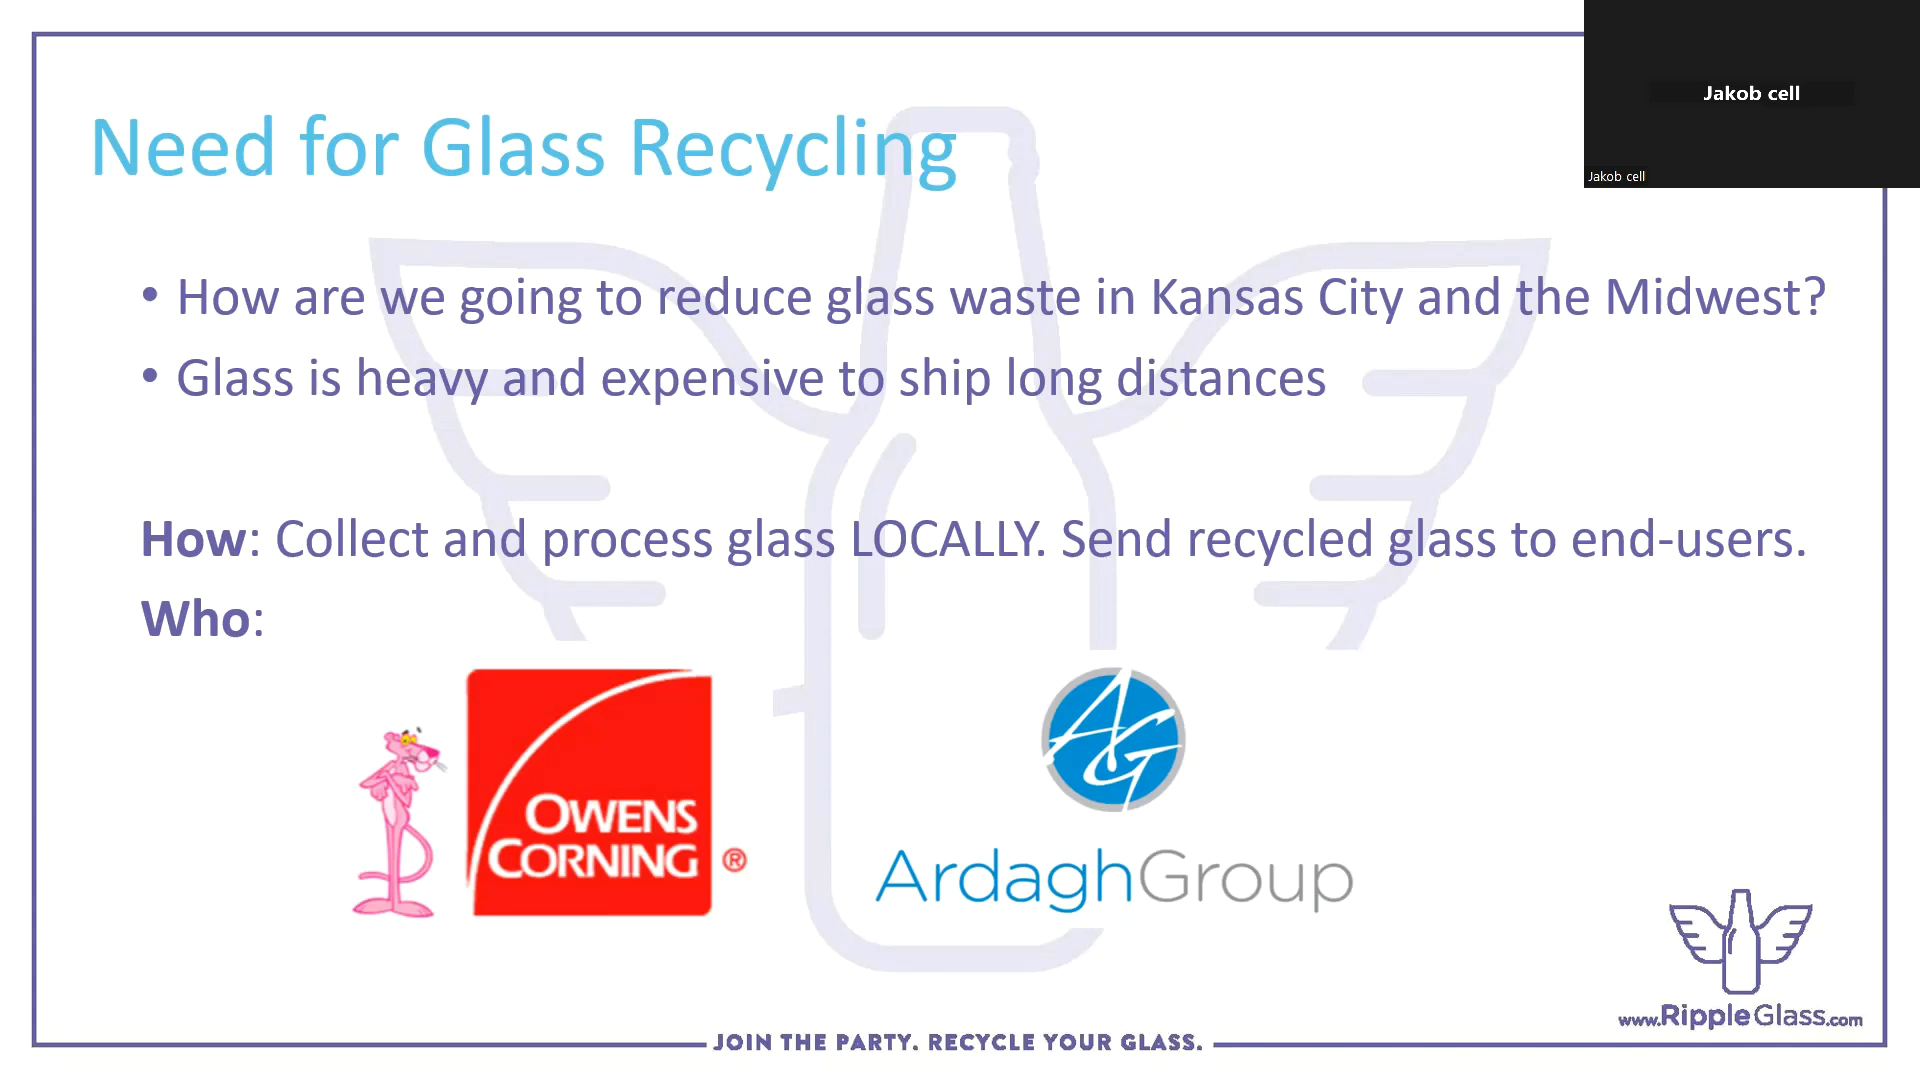 Jakob cell
Jakob cell
Need for Glass Recycling
• How are we going to reduce glass waste in Kansas City and the Midwest?
• Glass is heavy and expensive to ship long distances
How: Collect and process glass LOCALLY. Send recycled glass to end-users.
Who:
OWENS
CORNING ®
AG
ArdaghGroup
www.RippleGlass.com
JOIN THE PARTY. RECYCLE YOUR GLASS.